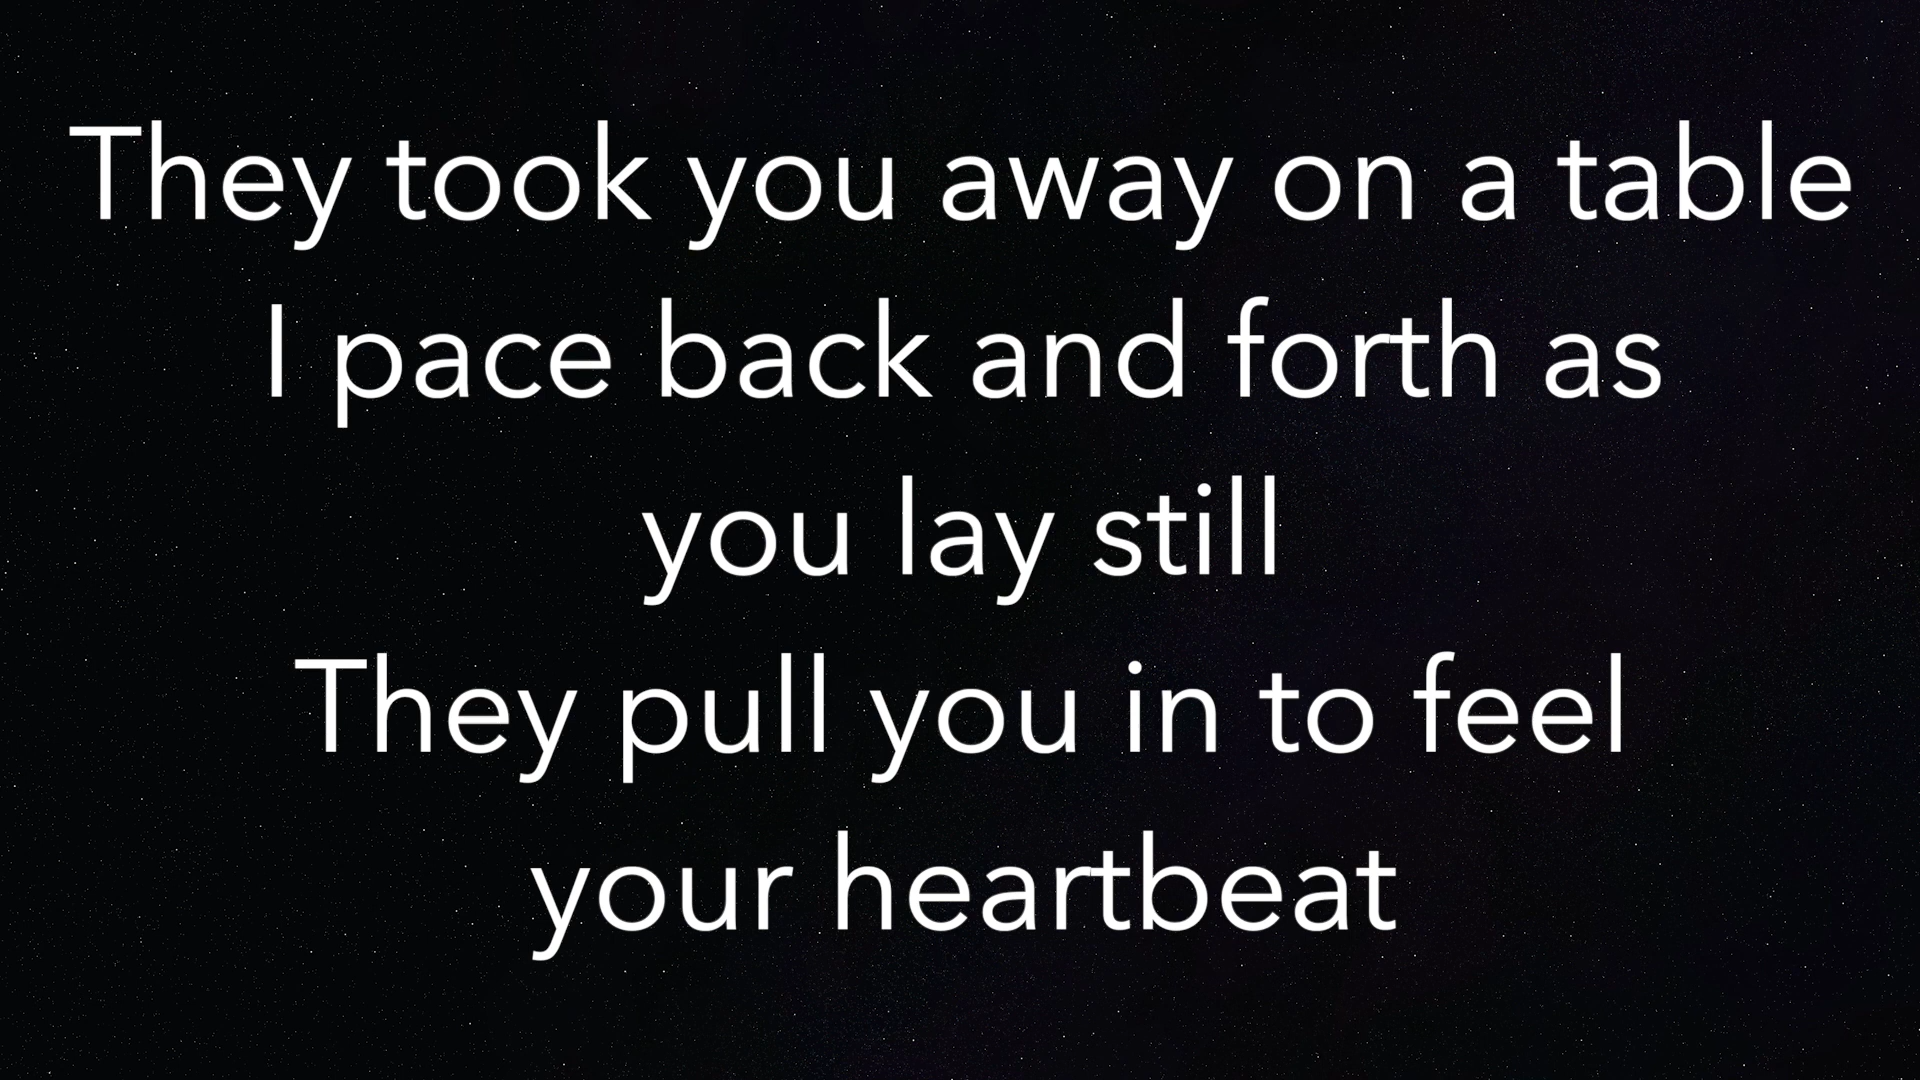 They took you away on a table
I pace back and forth as
you lay still
They pull you in to feel
your heartbeat